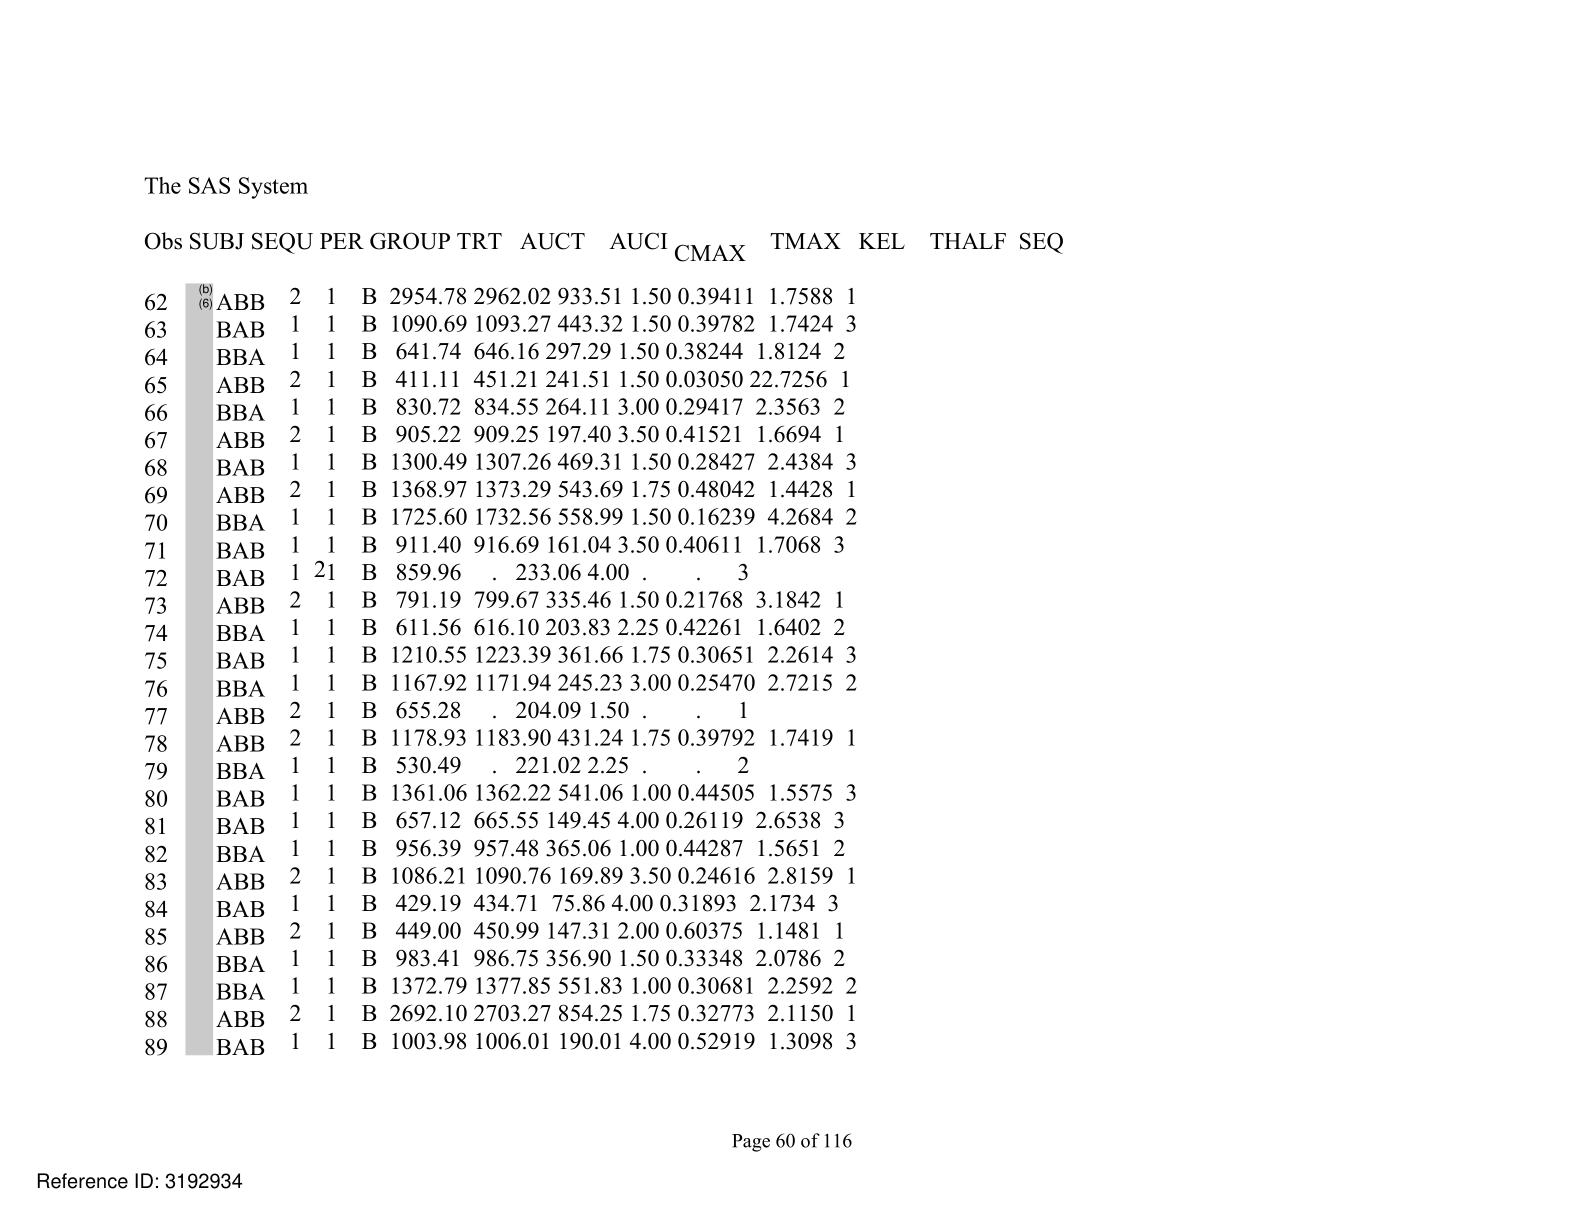 The SAS System
Obs SUBJ SEQU PER GROUP TRT AUCT AUCI CMAX TMAX KEL THALF SEQ
62 (b) (6) ABB 2 1 B 2954.78 2962.02 933.51 1.50 0.39411 1.7588 1
63 BAB 1 1 B 1090.69 1093.27 443.32 1.50 0.39782 1.7424 3
64 BBA 1 1 B 641.74 646.16 297.29 1.50 0.38244 1.8124 2
65 ABB 2 1 B 411.11 451.21 241.51 1.50 0.03050 22.7256 1
66 BBA 1 1 B 830.72 834.55 264.11 3.00 0.29417 2.3563 2
67 ABB 2 1 B 905.22 909.25 197.40 3.50 0.41521 1.6694 1
68 BAB 1 1 B 1300.49 1307.26 469.31 1.50 0.28427 2.4384 3
69 ABB 2 1 B 1368.97 1373.29 543.69 1.75 0.48042 1.4428 1
70 BBA 1 1 B 1725.60 1732.56 558.99 1.50 0.16239 4.2684 2
71 BAB 1 1 B 911.40 916.69 161.04 3.50 0.40611 1.7068 3
72 BAB 1 21 B 859.96 . 233.06 4.00 . . 3
73 ABB 2 1 B 791.19 799.67 335.46 1.50 0.21768 3.1842 1
74 BBA 1 1 B 611.56 616.10 203.83 2.25 0.42261 1.6402 2
75 BAB 1 1 B 1210.55 1223.39 361.66 1.75 0.30651 2.2614 3
76 BBA 1 1 B 1167.92 1171.94 245.23 3.00 0.25470 2.7215 2
77 ABB 2 1 B 655.28 . 204.09 1.50 . . 1
78 ABB 2 1 B 1178.93 1183.90 431.24 1.75 0.39792 1.7419 1
79 BBA 1 1 B 530.49 . 221.02 2.25 . . 2
80 BAB 1 1 B 1361.06 1362.22 541.06 1.00 0.44505 1.5575 3
81 BAB 1 1 B 657.12 665.55 149.45 4.00 0.26119 2.6538 3
82 BBA 1 1 B 956.39 957.48 365.06 1.00 0.44287 1.5651 2
83 ABB 2 1 B 1086.21 1090.76 169.89 3.50 0.24616 2.8159 1
84 BAB 1 1 B 429.19 434.71 75.86 4.00 0.31893 2.1734 3
85 ABB 2 1 B 449.00 450.99 147.31 2.00 0.60375 1.1481 1
86 BBA 1 1 B 983.41 986.75 356.90 1.50 0.33348 2.0786 2
87 BBA 1 1 B 1372.79 1377.85 551.83 1.00 0.30681 2.2592 2
88 ABB 2 1 B 2692.10 2703.27 854.25 1.75 0.32773 2.1150 1
89 BAB 1 1 B 1003.98 1006.01 190.01 4.00 0.52919 1.3098 3
Page 60 of 116
Reference ID: 3192934